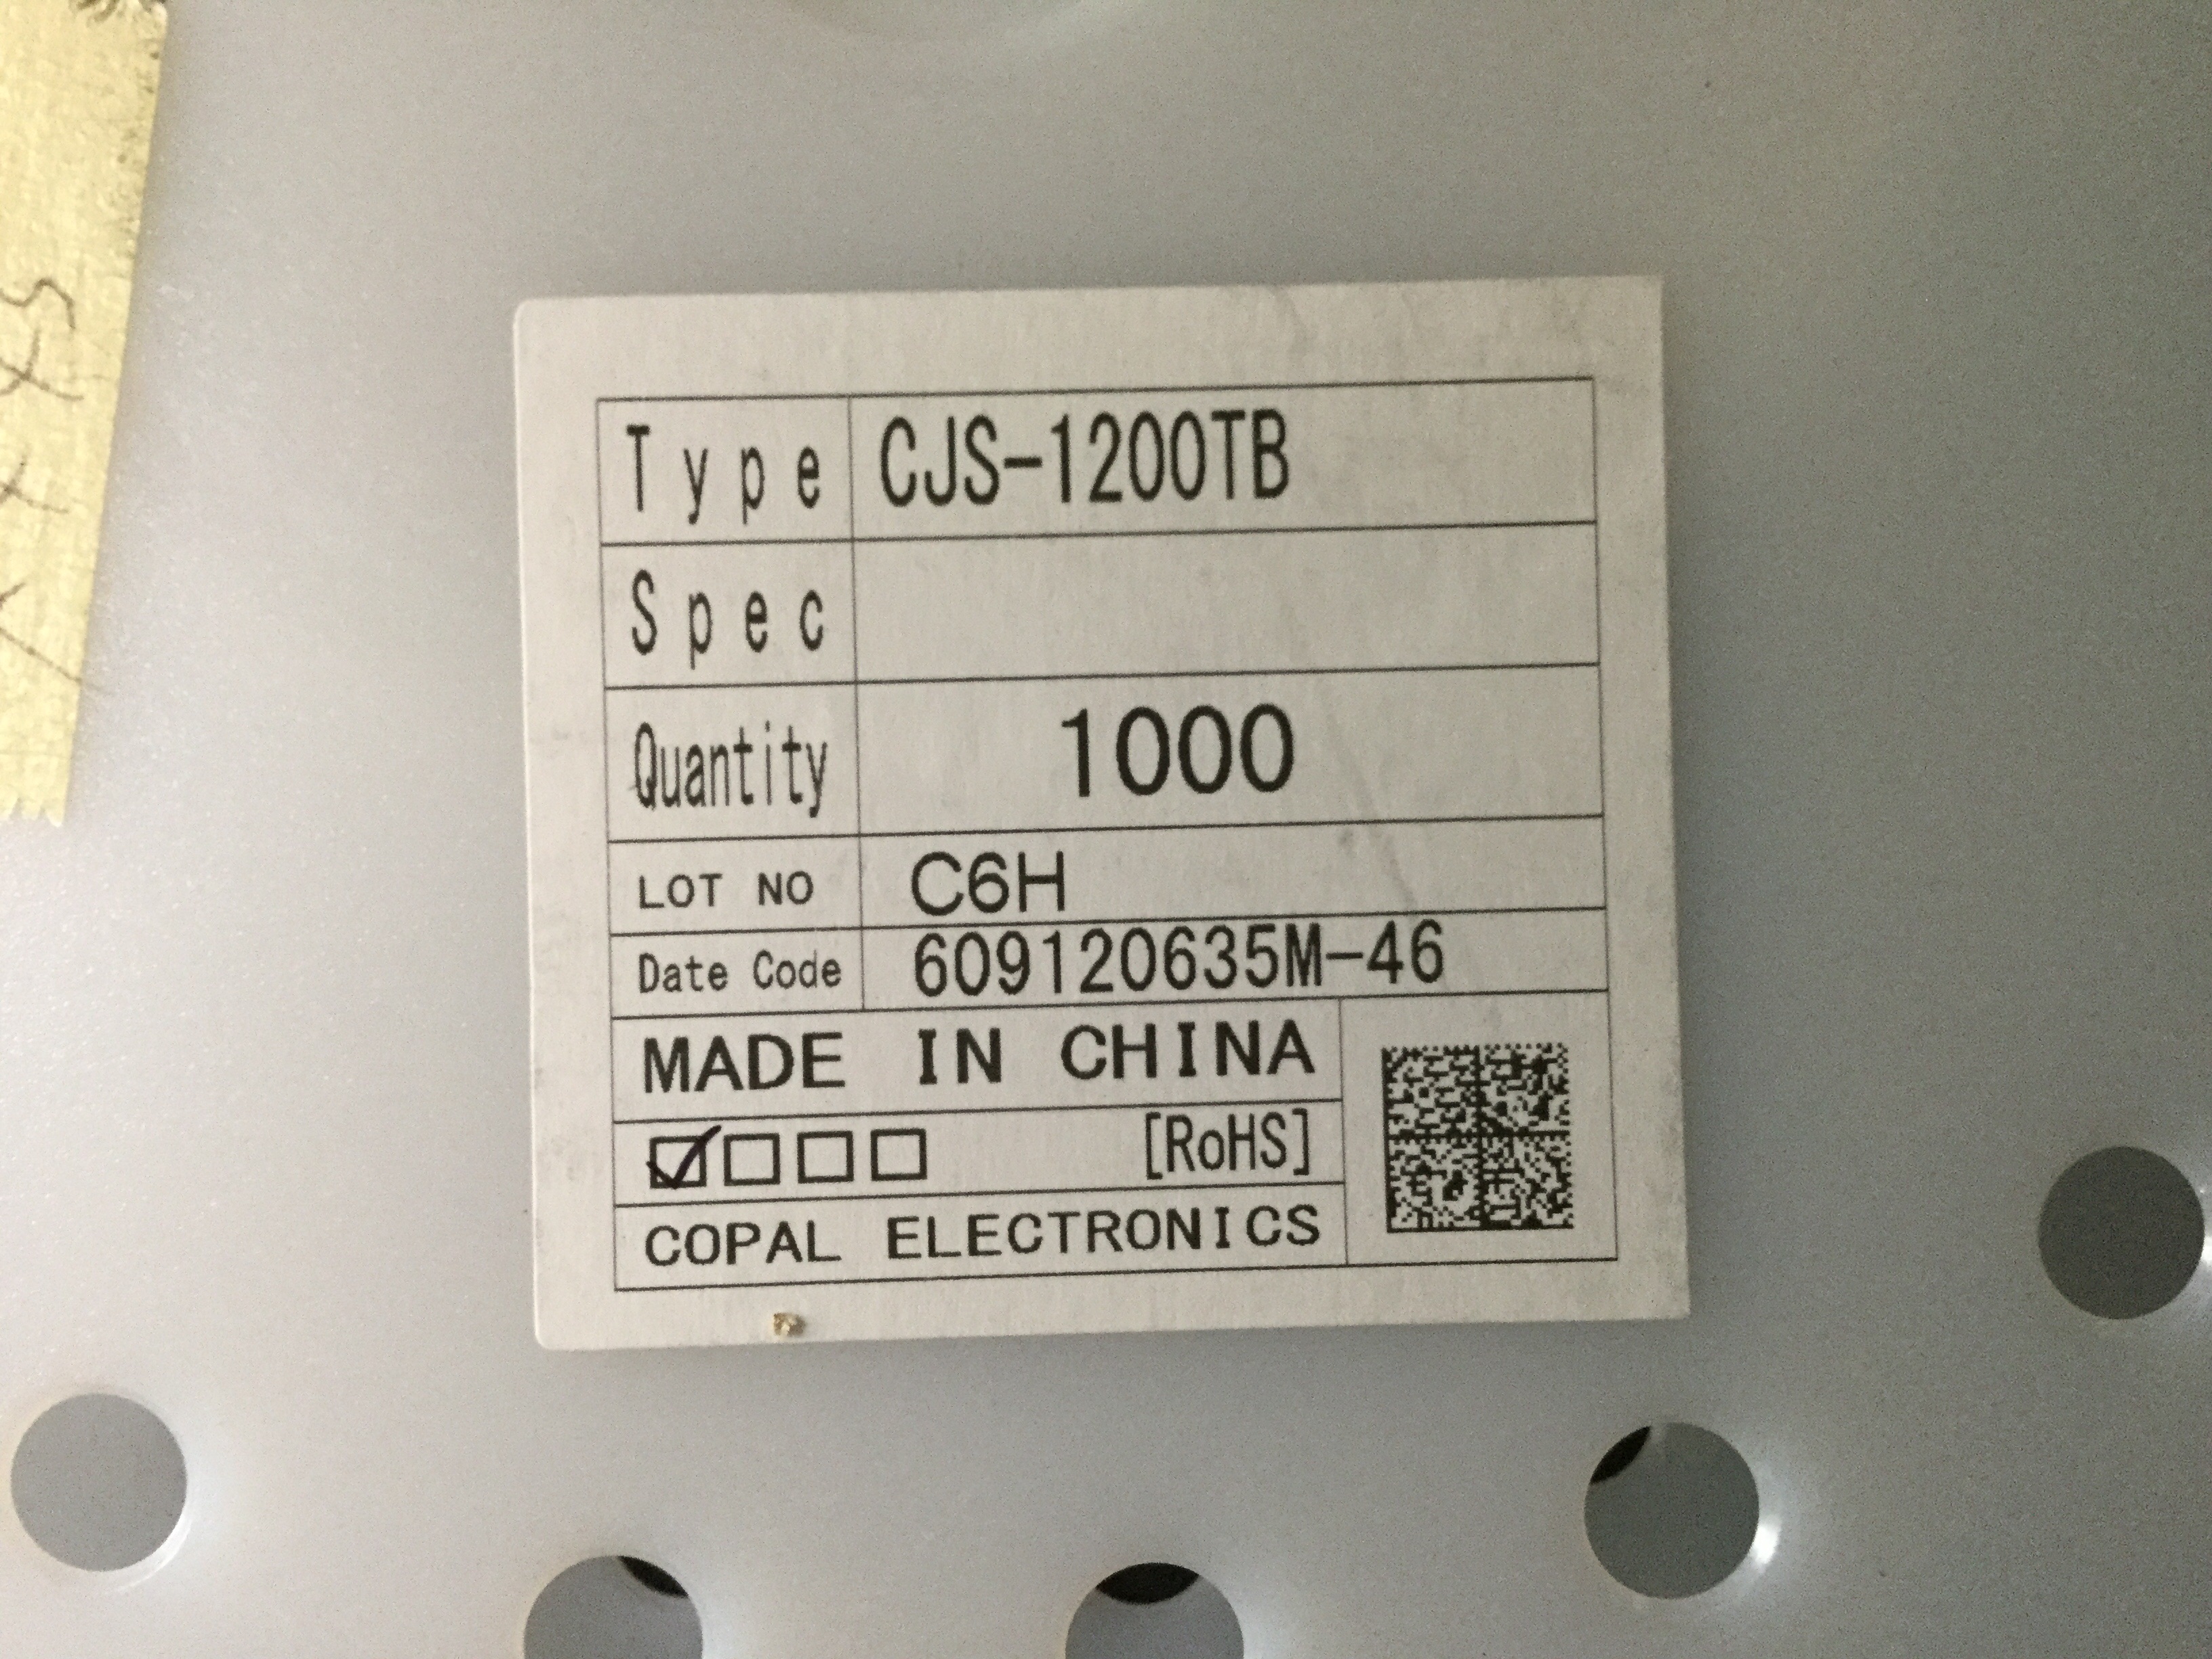 Type CJS-1200TB
Spec
Quantity 1000
LOT NO C6H
Date Code 609120635M-46
MADE IN CHINA
[RoHS]
COPAL ELECTRONICS